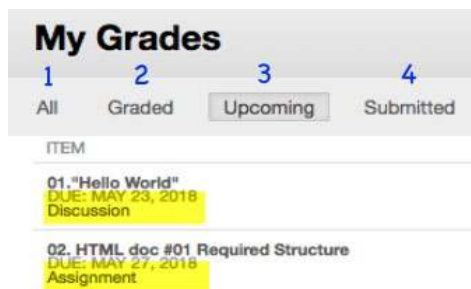 My Grades
1 2 3 4
All Graded Upcoming Submitted
ITEM
01."Hello World"
DUE: MAY 23, 2018
Discussion
02. HTML doc #01 Required Structure
DUE: MAY 27, 2018
Assignment